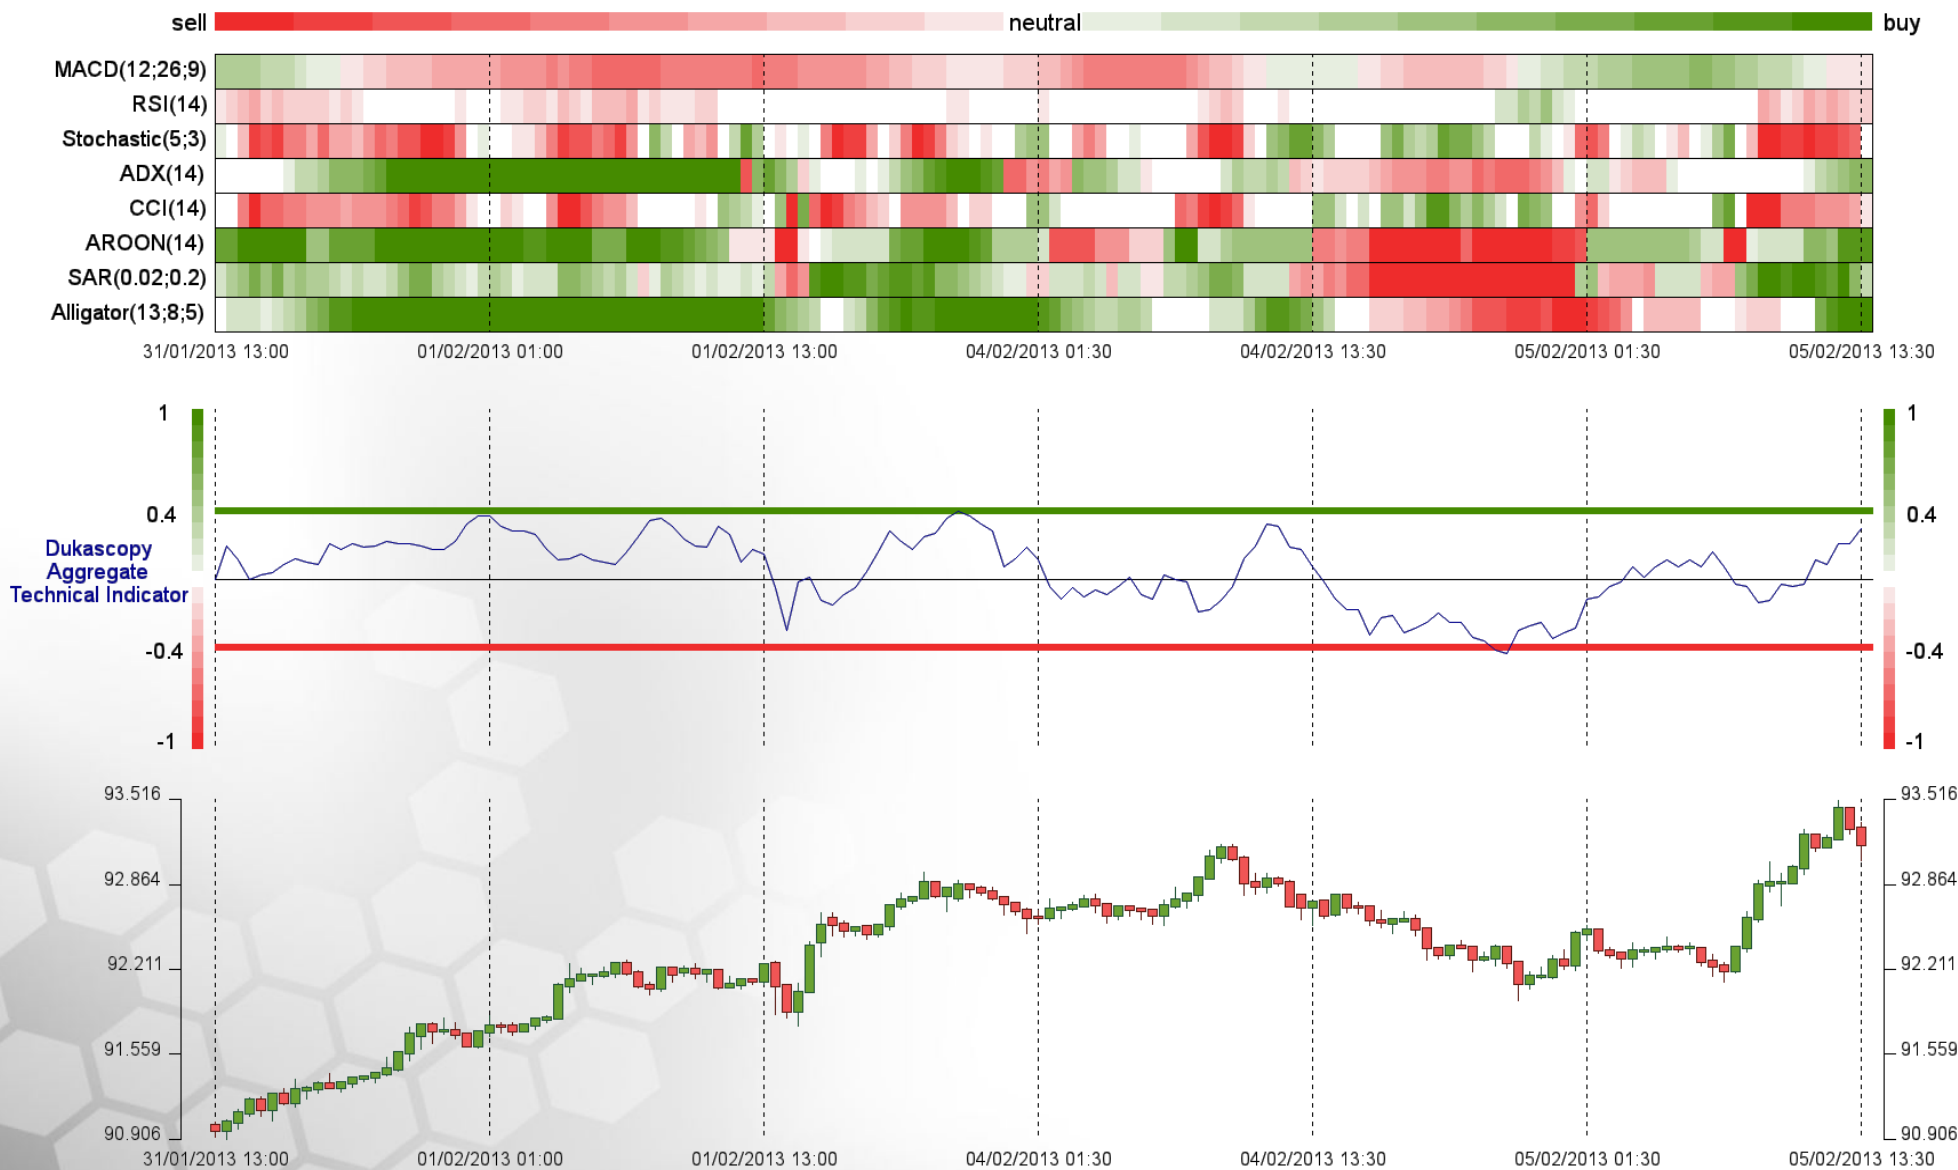 sell neutral buy
MACD(12;26;9)
RSI(14)
Stochastic(5;3)
ADX(14)
CCI(14)
AROON(14)
SAR(0.02;0.2)
Alligator(13;8;5)
31/01/2013 13:00 01/02/2013 01:00 01/02/2013 13:00 04/02/2013 01:30 04/02/2013 13:30 05/02/2013 01:30 05/02/2013 13:30
1 1
0.4 0.4
Dukascopy
Aggregate
Technical Indicator
-0.4 -0.4
-1 -1
93.516 93.516
92.864 92.864
92.211 92.211
91.559 91.559
90.906 90.906
31/01/2013 13:00 01/02/2013 01:00 01/02/2013 13:00 04/02/2013 01:30 04/02/2013 13:30 05/02/2013 01:30 05/02/2013 13:30